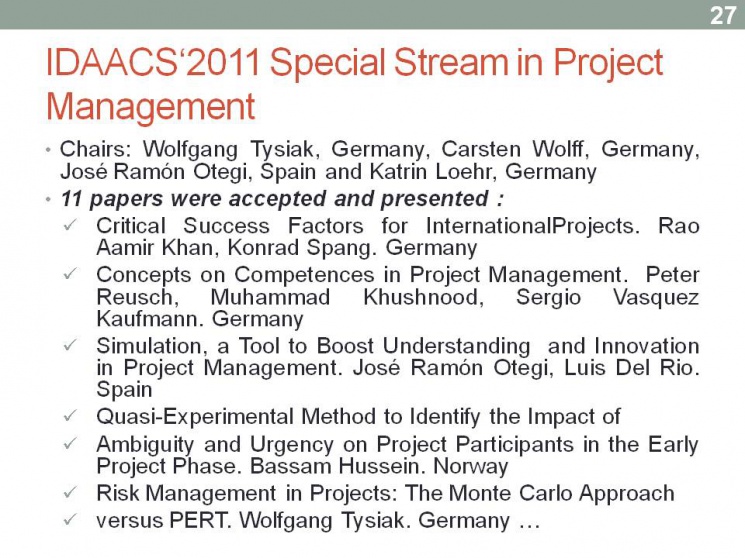 27
IDAACS‘2011 Special Stream in Project
Management
• Chairs: Wolfgang Tysiak, Germany, Carsten Wolff, Germany,
José Ramón Otegi, Spain and Katrin Loehr, Germany
• 11 papers were accepted and presented :
✓ Critical Success Factors for InternationalProjects. Rao
Aamir Khan, Konrad Spang. Germany
✓ Concepts on Competences in Project Management. Peter
Reusch, Muhammad Khushnood, Sergio Vasquez
Kaufmann. Germany
✓ Simulation, a Tool to Boost Understanding and Innovation
in Project Management. José Ramón Otegi, Luis Del Rio.
Spain
✓ Quasi-Experimental Method to Identify the Impact of
✓ Ambiguity and Urgency on Project Participants in the Early
Project Phase. Bassam Hussein. Norway
✓ Risk Management in Projects: The Monte Carlo Approach
✓ versus PERT. Wolfgang Tysiak. Germany …